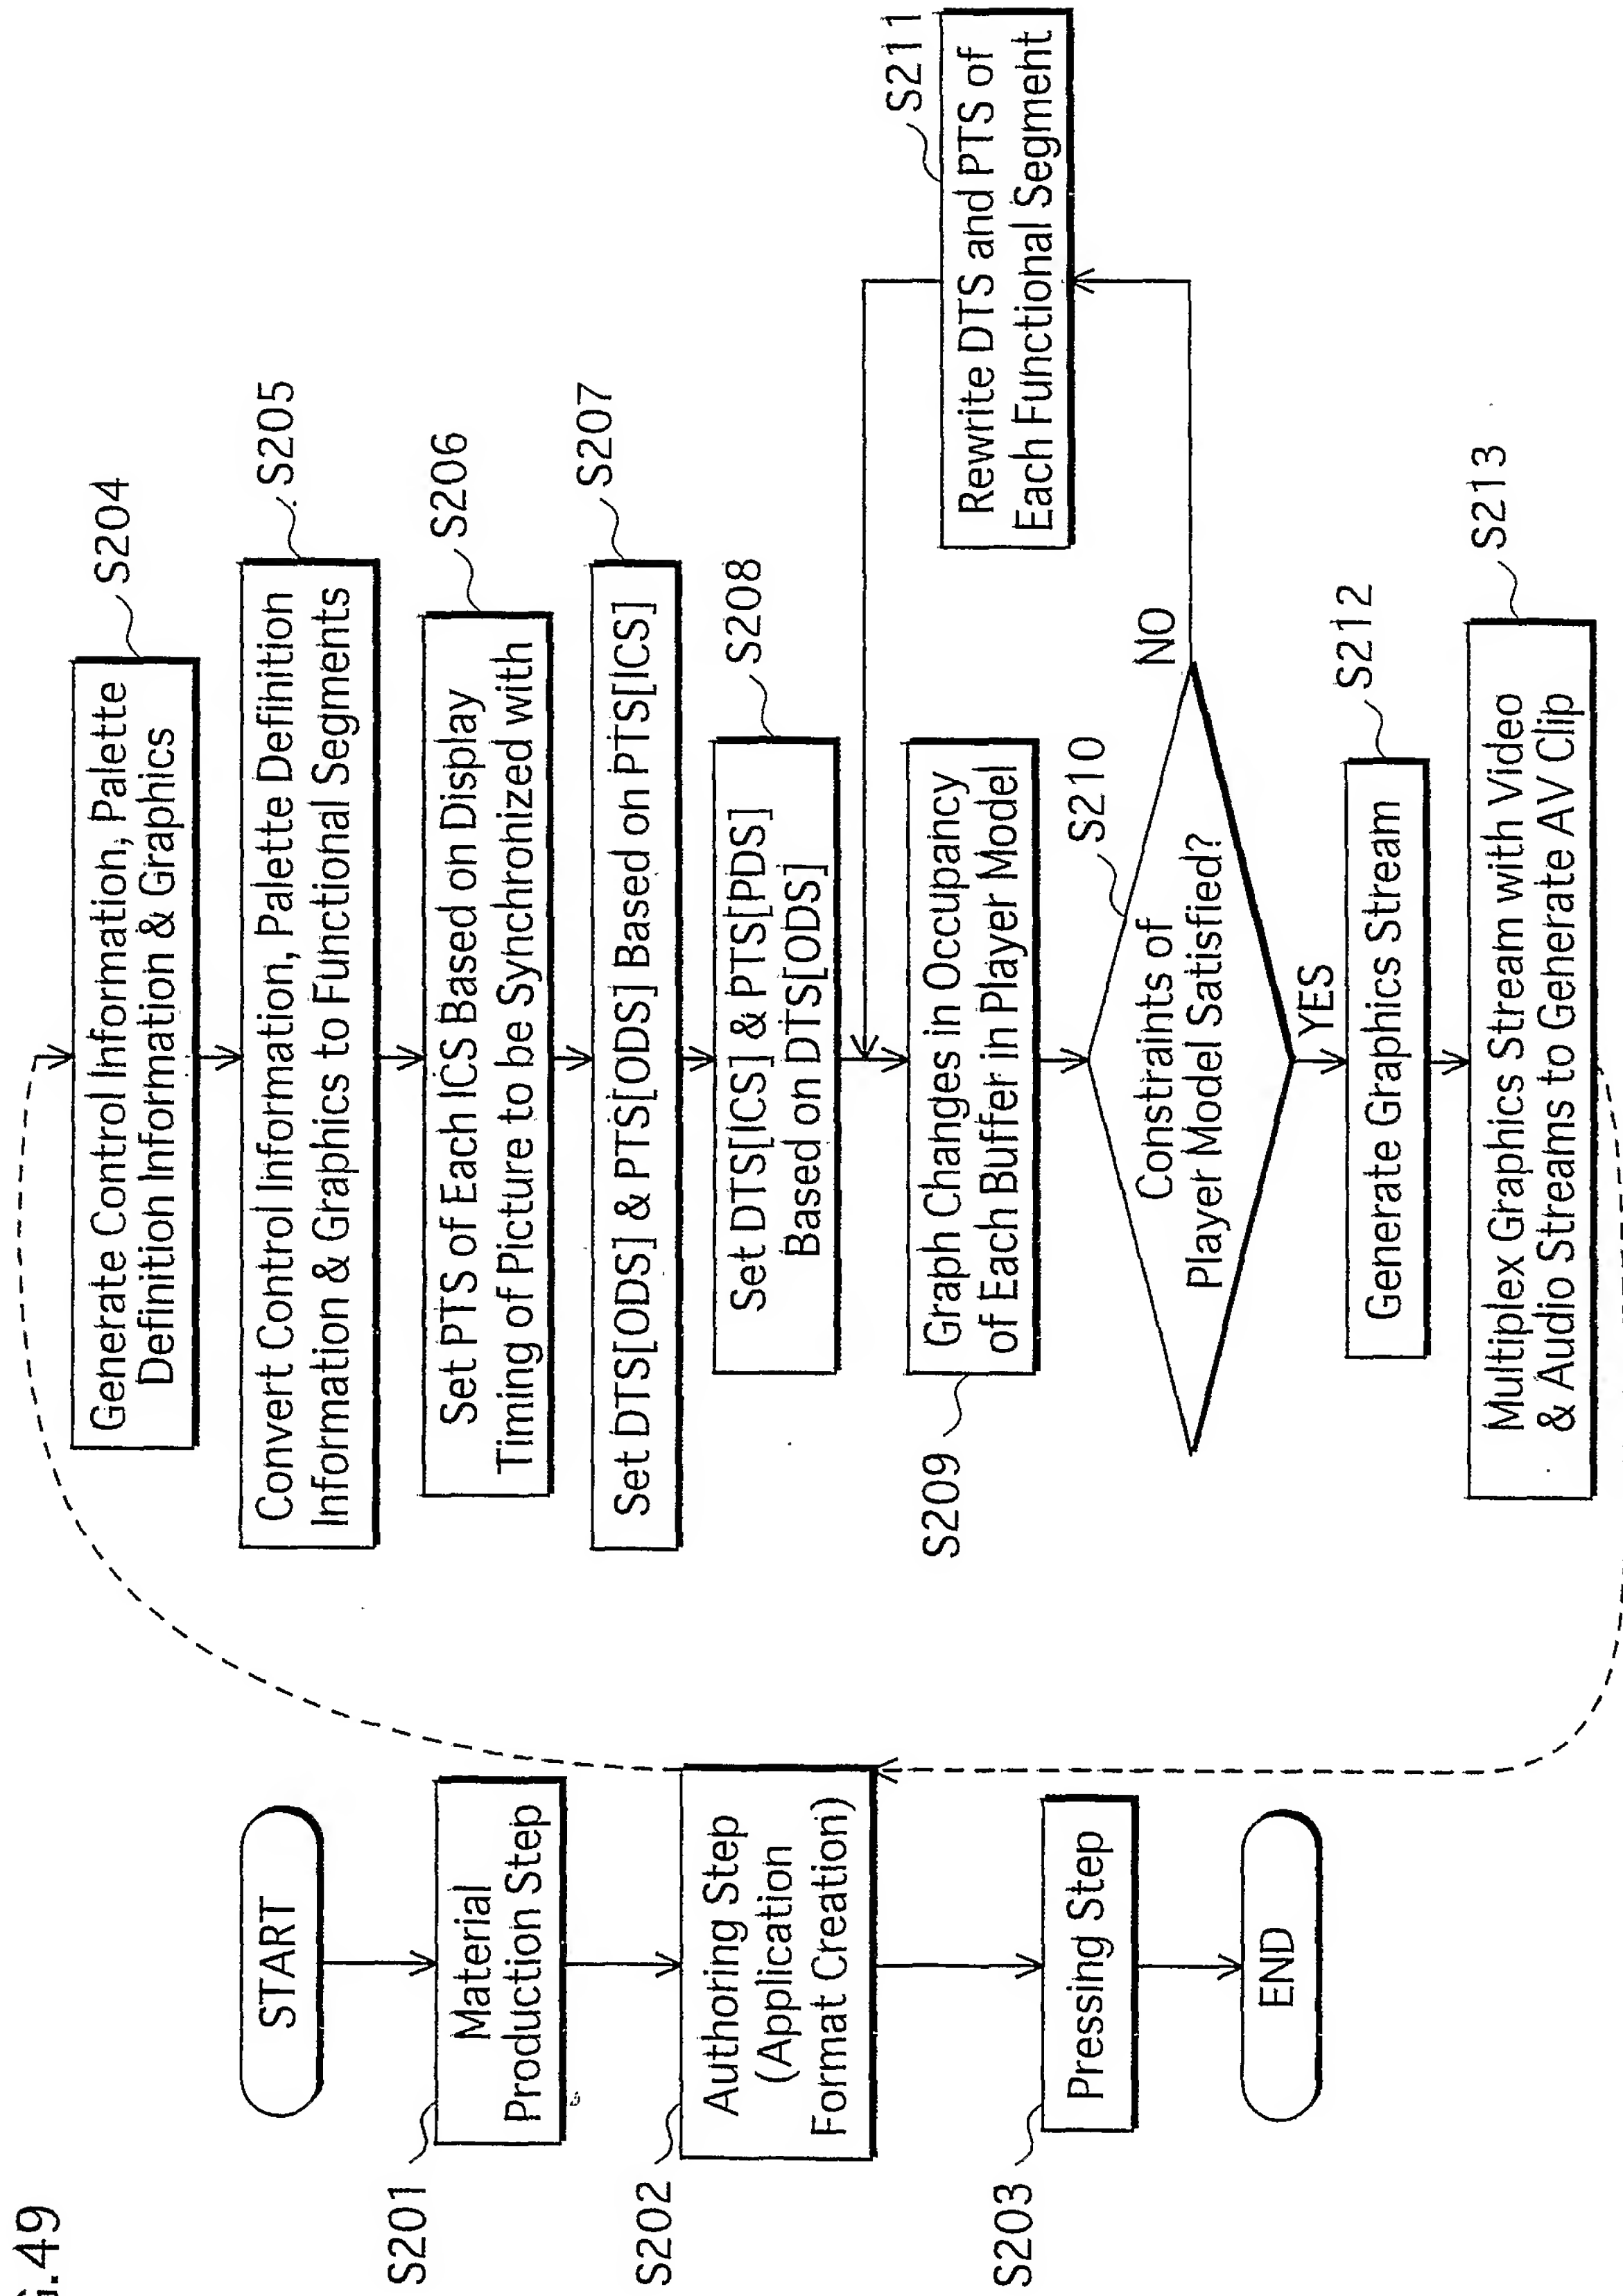 G.49
START
S201
Material
Production Step
S202
Authoring Step
(Application
Format Creation)
S203
Pressing Step
END
S204
Generate Control Information, Palette
Definition Information & Graphics
S205
Convert Control Information, Palette Definition
Information & Graphics to Functional Segments
S206
Set PTS of Each ICS Based on Display
Timing of Picture to be Synchronized with
S207
Set DTS[ODS] & PTS[ODS] Based on PTS[ICS]
S208
Set DTS[ICS] & PTS[PDS]
Based on DTS[ODS]
S209
Graph Changes in Occupancy
of Each Buffer in Player Model
S210
Constraints of
Player Model Satisfied?
NO
YES
S211
Rewrite DTS and PTS of
Each Functional Segment
S212
Generate Graphics Stream
S213
Multiplex Graphics Stream with Video
& Audio Streams to Generate AV Clip